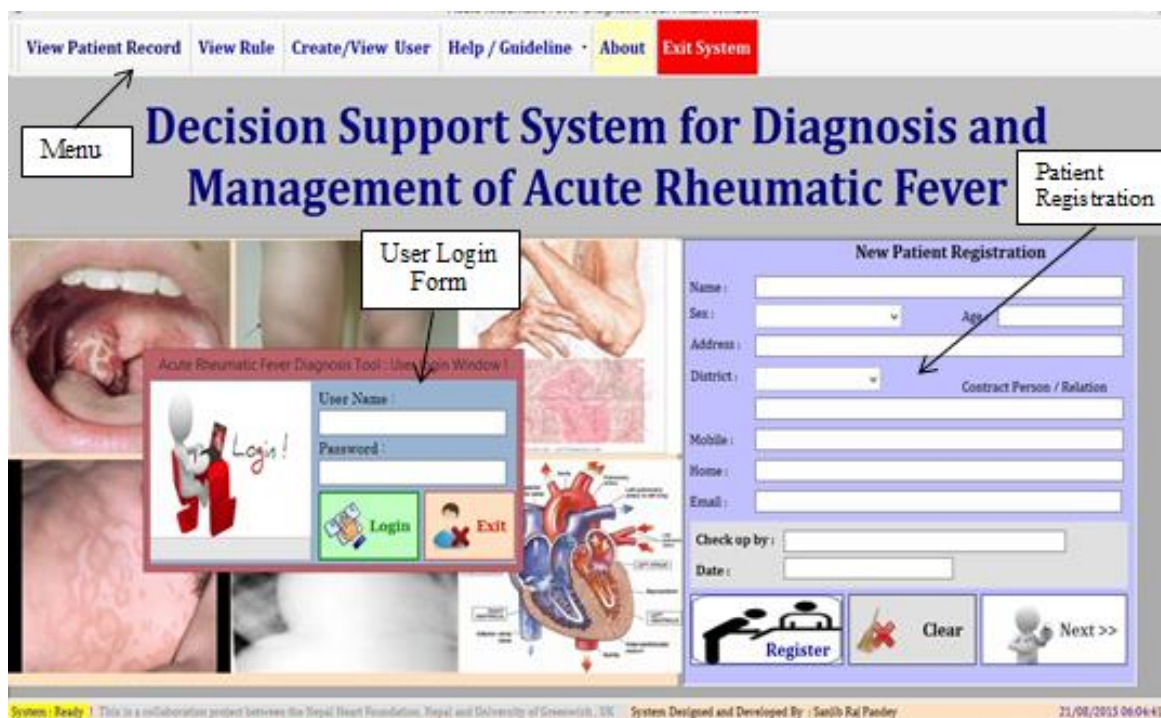 View Patient Record View Rule Create/View User Help / Guideline About Exit System
Menu
Decision Support System for Diagnosis and
Management of Acute Rheumatic Fever
Patient
Registration
User Login
Form
Acute Rheumatic Fever Diagnosis Tool : User Login Window !
Login !
User Name :
Password :
Login Exit
New Patient Registration
Name :
Sex : Age
Address :
District :
Contract Person / Relation
Mobile :
Home :
Email :
Check up by :
Date :
Register Clear Next >>
System : Ready ! This is a collaboration project between the Nepal Heart Foundation, Nepal and University of Greenwich, UK System Designed and Developed By : Sanjib Raj Pandey 21/08/2015 06:04:41